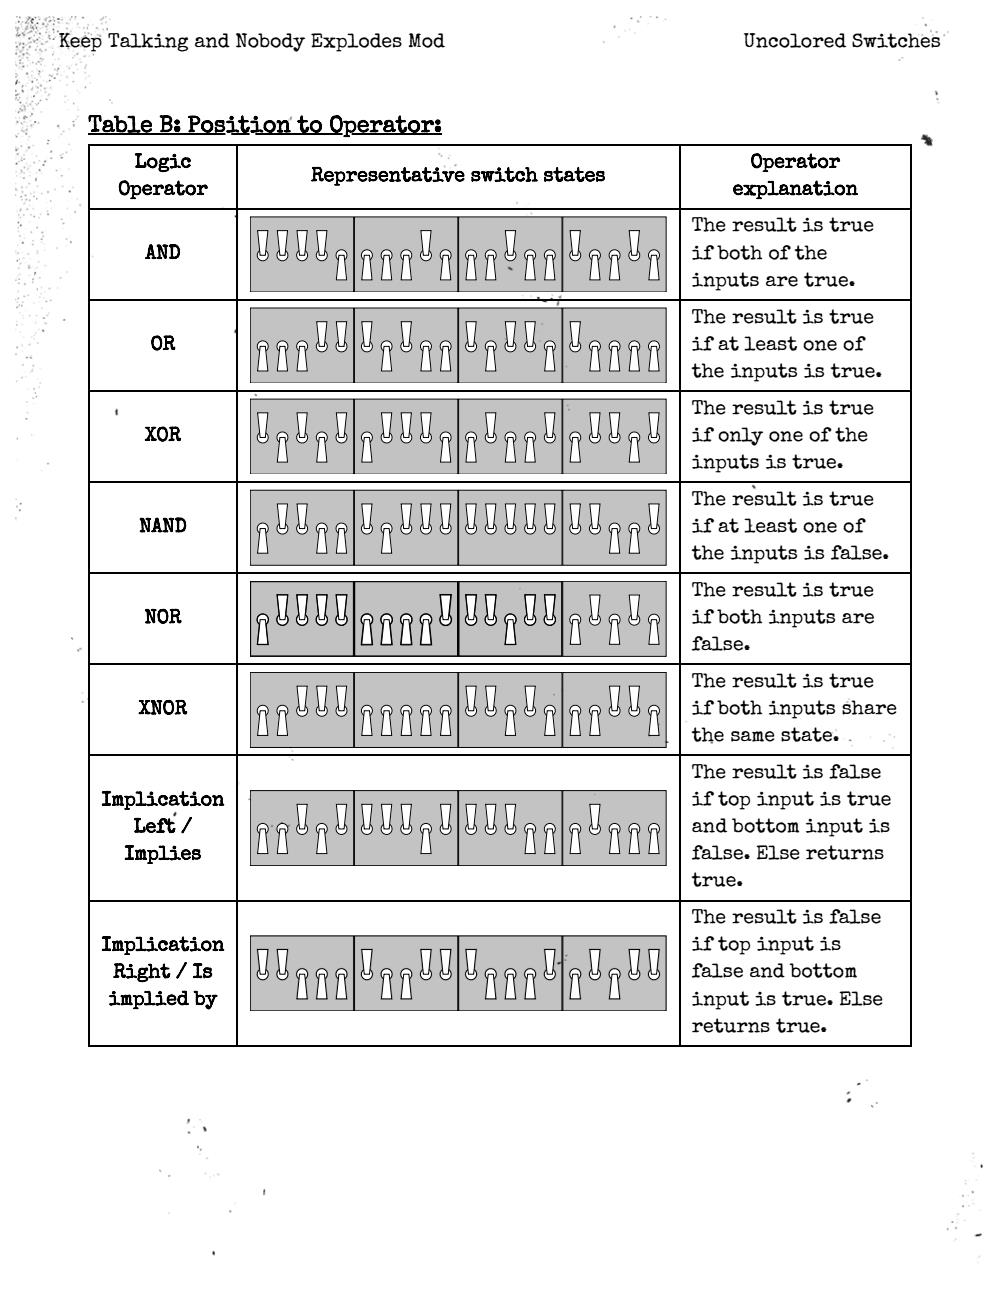 Keep Talking and Nobody Explodes Mod
Uncolored Switches
Table B: Position to Operator:
Logic
Operator
Representative switch states
Operator
explanation
AND
The result is true
if both of the
inputs are true.
OR
The result is true
if at least one of
the inputs is true.
XOR
The result is true
if only one of the
inputs is true.
NAND
The result is true
if at least one of
the inputs is false.
NOR
The result is true
if both inputs are
false.
XNOR
The result is true
if both inputs share
the same state.
Implication
Left /
Implies
The result is false
if top input is true
and bottom input is
false. Else returns
true.
Implication
Right / Is
implied by
The result is false
if top input is
false and bottom
input is true. Else
returns true.